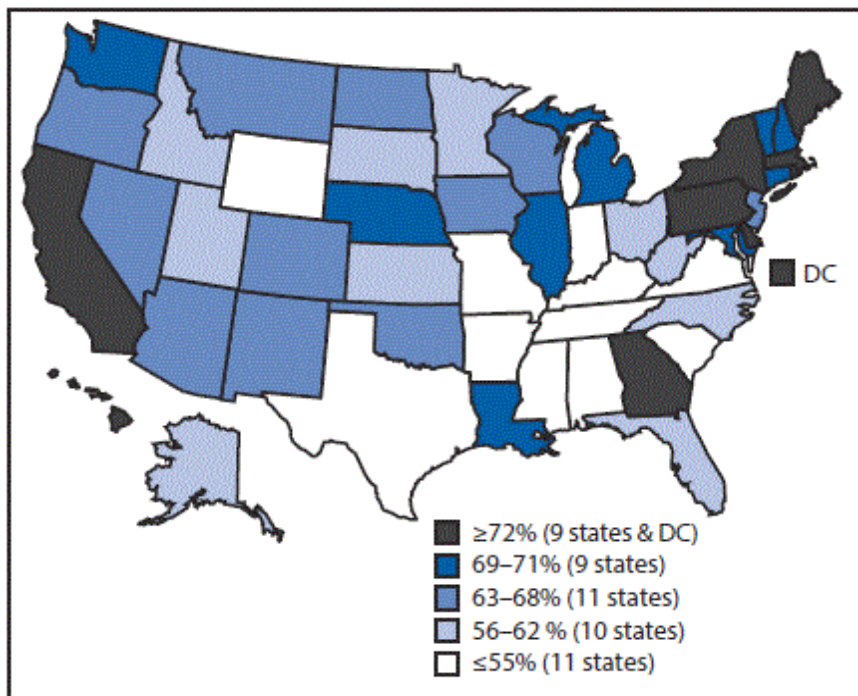 DC
≥72% (9 states & DC)
69–71% (9 states)
63–68% (11 states)
56–62 % (10 states)
≤55% (11 states)